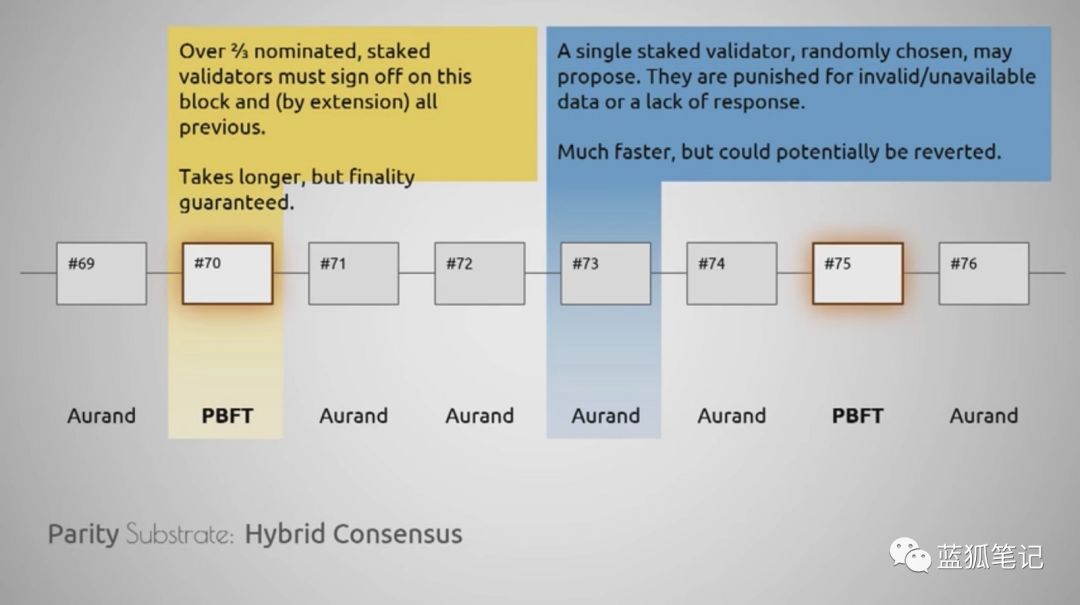 Over ⅔ nominated, staked
validators must sign off on this
block and (by extension) all
previous.
Takes longer, but finality
guaranteed.
A single staked validator, randomly chosen, may
propose. They are punished for invalid/unavailable
data or a lack of response.
Much faster, but could potentially be reverted.
#69
#70
#71
#72
#73
#74
#75
#76
Aurand
PBFT
Aurand
Aurand
Aurand
Aurand
PBFT
Aurand
Parity Substrate: Hybrid Consensus
蓝狐笔记